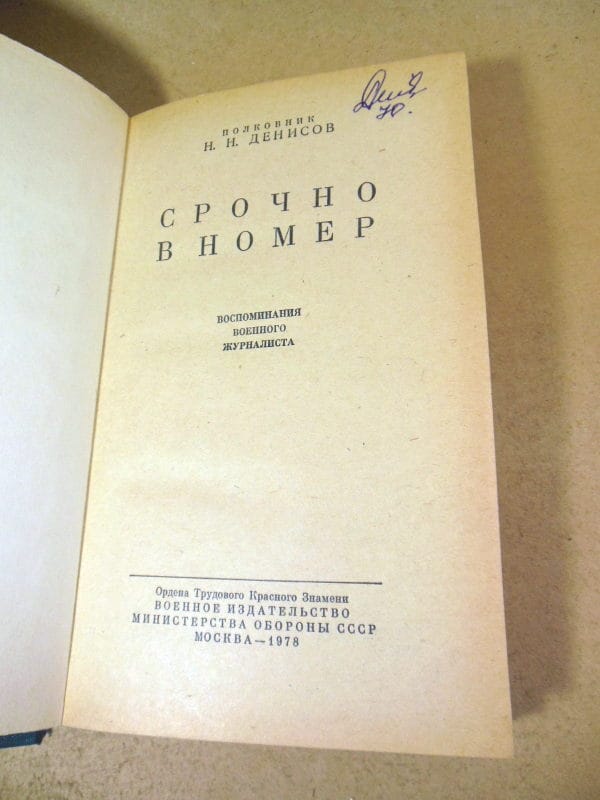 ПОЛКОВНИК
Н. Н. ДЕНИСОВ
СРОЧНО
В НОМЕР
ВОСПОМИНАНИЯ
ВОЕННОГО
ЖУРНАЛИСТА
Ордена Трудового Красного Знамени
ВОЕННОЕ ИЗДАТЕЛЬСТВО
МИНИСТЕРСТВА ОБОРОНЫ СССР
МОСКВА—1978